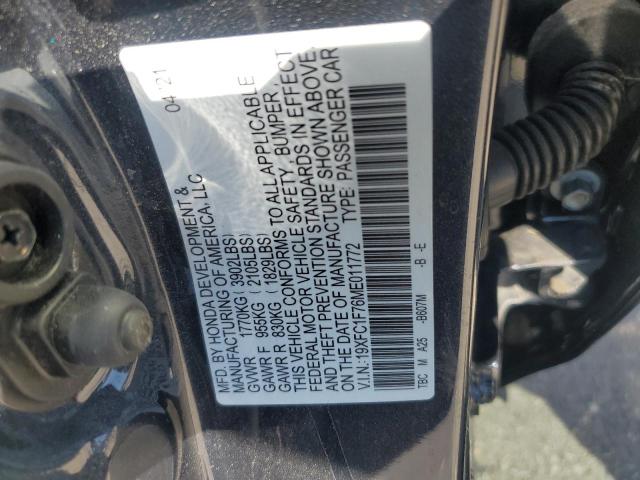 MFD. BY HONDA DEVELOPMENT & 04/21
MANUFACTURING OF AMERICA, LLC
GVWR 1770KG ( 3902LBS)
GAWR F 955KG ( 2105LBS)
GAWR R 830KG ( 1829LBS)
THIS VEHICLE CONFORMS TO ALL APPLICABLE
FEDERAL MOTOR VEHICLE SAFETY, BUMPER,
AND THEFT PREVENTION STANDARDS IN EFFECT
ON THE DATE OF MANUFACTURE SHOWN ABOVE.
V.I.N.:19XFC1F76ME011772 TYPE: PASSENGER CAR
TBC M A25 -B607M -B -E